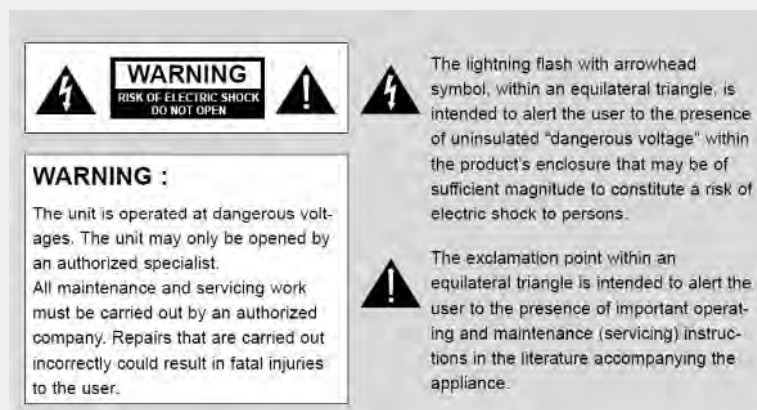 WARNING
RISK OF ELECTRIC SHOCK
DO NOT OPEN
WARNING :
The unit is operated at dangerous volt-
ages. The unit may only be opened by
an authorized specialist.
All maintenance and servicing work
must be carried out by an authorized
company. Repairs that are carried out
incorrectly could result in fatal injuries
to the user.
The lightning flash with arrowhead
symbol, within an equilateral triangle, is
intended to alert the user to the presence
of uninsulated “dangerous voltage” within
the product's enclosure that may be of
sufficient magnitude to constitute a risk of
electric shock to persons.
The exclamation point within an
equilateral triangle is intended to alert the
user to the presence of important operat-
ing and maintenance (servicing) instruc-
tions in the literature accompanying the
appliance.